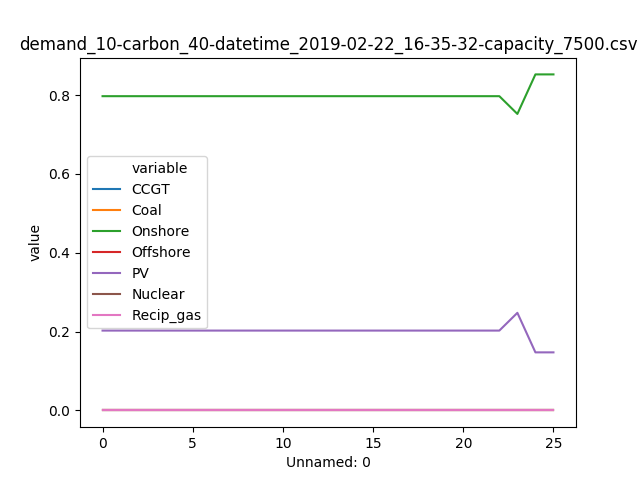 demand_10-carbon_40-datetime_2019-02-22_16-35-32-capacity_7500.csv
value
0.8
0.6
0.4
0.2
0.0
variable
CCGT
Coal
Onshore
Offshore
PV
Nuclear
Recip_gas
0 5 10 15 20 25
Unnamed: 0